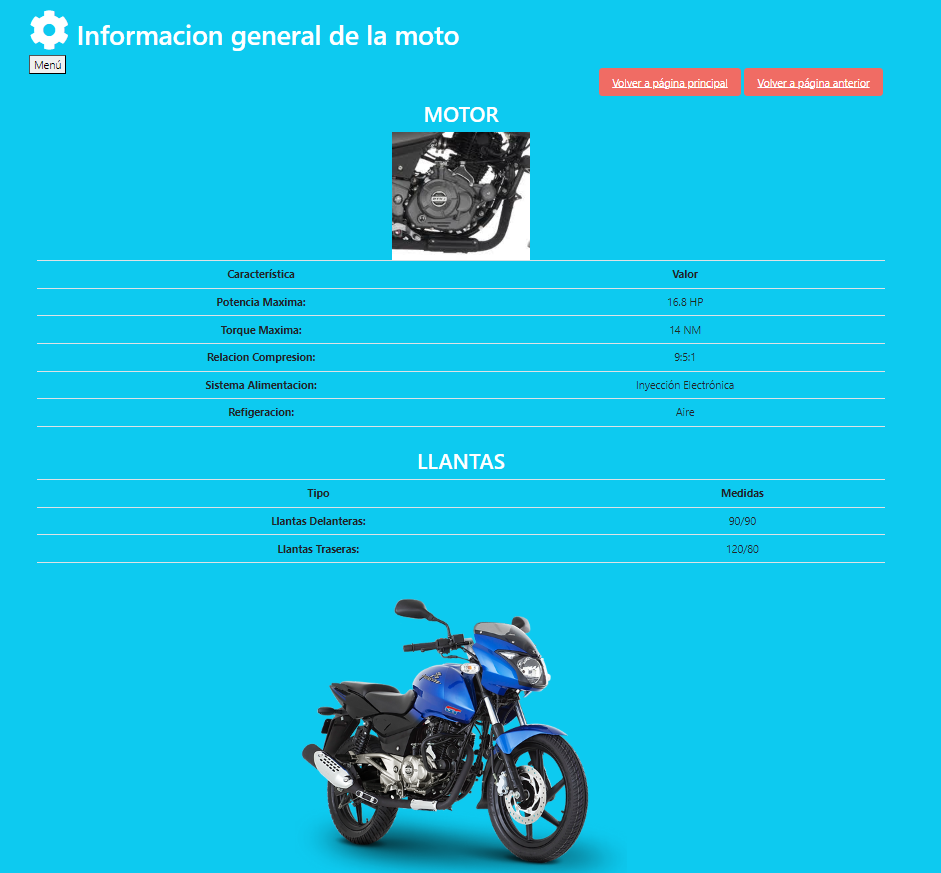 Informacion general de la moto
Menú
Volver a página principal Volver a página anterior
MOTOR
Característica Valor
Potencia Maxima: 16.8 HP
Torque Maxima: 14 NM
Relacion Compresion: 9:5:1
Sistema Alimentacion: Inyección Electrónica
Refigeracion: Aire
LLANTAS
Tipo Medidas
Llantas Delanteras: 90/90
Llantas Traseras: 120/80